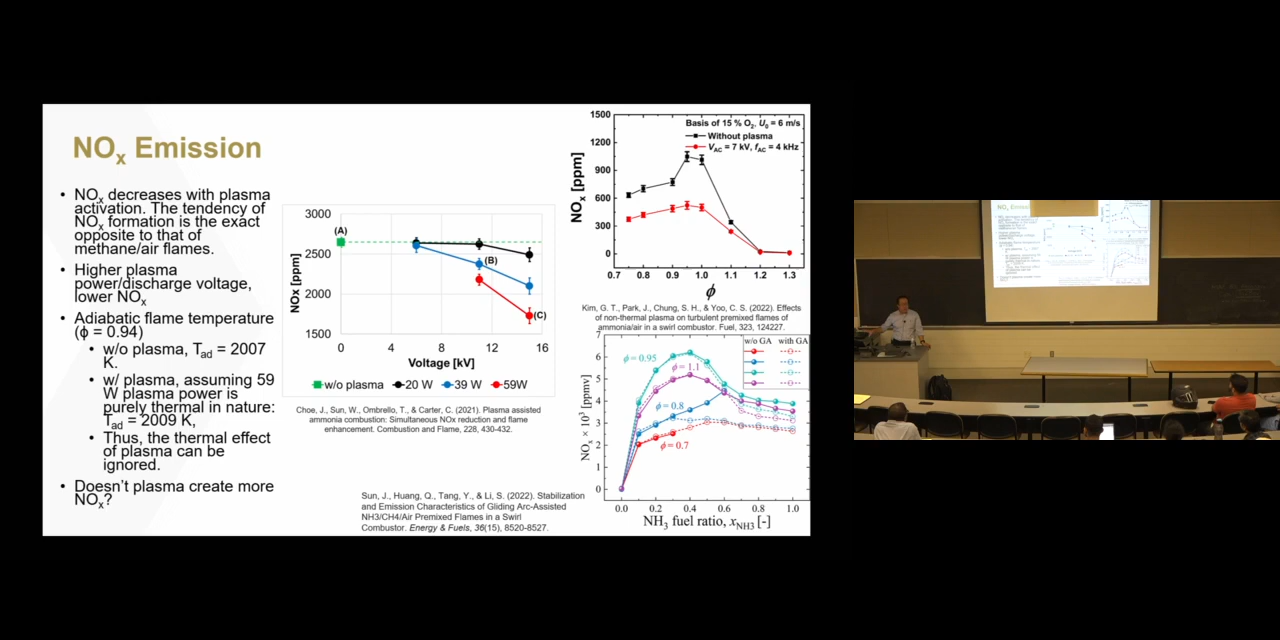 NOx Emission
• NOx decreases with plasma
activation. The tendency of
NOx formation is the exact
opposite to that of
methane/air flames.
• Higher plasma
power/discharge voltage,
lower NOx
• Adiabatic flame temperature
(ϕ = 0.94)
• w/o plasma, Tad = 2007
K.
• w/ plasma, assuming 59
W plasma power is
purely thermal in nature:
Tad = 2009 K,
• Thus, the thermal effect
of plasma can be
ignored.
• Doesn't plasma create more
NOx?
NOx [ppm]
3000
2500
2000
1500
(A)
(B)
(C)
0 4 8 12 16
Voltage [kV]
w/o plasma 20 W 39 W 59W
Choe, J., Sun, W., Ombrello, T., & Carter, C. (2021). Plasma assisted
ammonia combustion: Simultaneous NOx reduction and flame
enhancement. Combustion and Flame, 228, 430-432.
Sun, J., Huang, Q., Tang, Y., & Li, S. (2022). Stabilization
and Emission Characteristics of Gliding Arc-Assisted
NH3/CH4/Air Premixed Flames in a Swirl
Combustor. Energy & Fuels, 36(15), 8520-8527.
NOx [ppm]
1500
1200
900
600
300
0
Basis of 15 % O2, U0 = 6 m/s
Without plasma
VAC = 7 kV, fAC = 4 kHz
0.7 0.8 0.9 1.0 1.1 1.2 1.3
ϕ
Kim, G. T., Park, J., Chung, S. H., & Yoo, C. S. (2022). Effects
of non-thermal plasma on turbulent premixed flames of
ammonia/air in a swirl combustor. Fuel, 323, 124227.
NOx × 10³ [ppmv]
7
6
5
4
3
2
1
0
w/o GA with GA
ϕ = 0.95
ϕ = 1.1
ϕ = 0.8
ϕ = 0.7
0.0 0.2 0.4 0.6 0.8 1.0
NH3 fuel ratio, xNH3 [-]